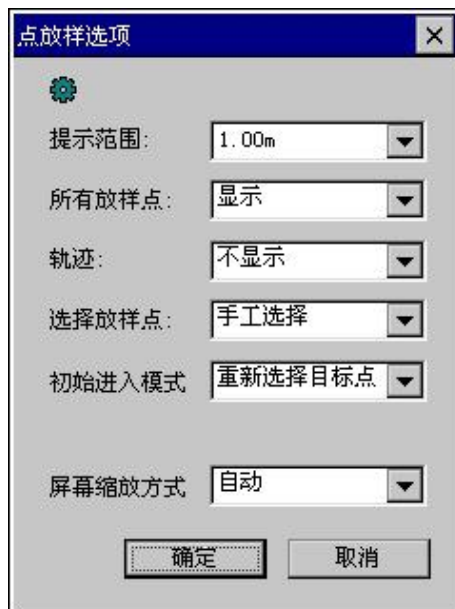 点放样选项
提示范围: 1.00m
所有放样点: 显示
轨迹: 不显示
选择放样点: 手工选择
初始进入模式 重新选择目标点
屏幕缩放方式 自动
确定 取消